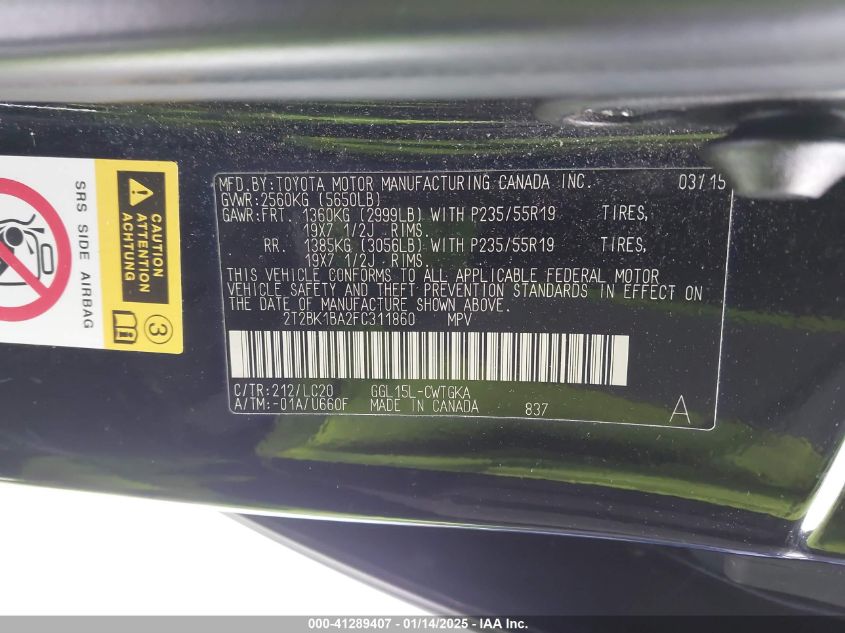 MFD.BY:TOYOTA MOTOR MANUFACTURING CANADA INC. 03/15
GVWR:2560KG (5650LB)
GAWR:FRT. 1360KG (2999LB) WITH P235/55R19 TIRES,
19X7 1/2J RIMS.
RR. 1385KG (3056LB) WITH P235/55R19 TIRES,
19X7 1/2J RIMS.
THIS VEHICLE CONFORMS TO ALL APPLICABLE FEDERAL MOTOR
VEHICLE SAFETY AND THEFT PREVENTION STANDARDS IN EFFECT ON
THE DATE OF MANUFACTURE SHOWN ABOVE.
2T2BK1BA2FC311860 MPV
C/TR:212/LC20 GGL15L-CWTGKA
A/TM:-01A/U660F MADE IN CANADA 837 A
SRS SIDE AIRBAG
CAUTION
ATTENTION
ACHTUNG
3
000-41289407 - 01/14/2025 - IAA Inc.